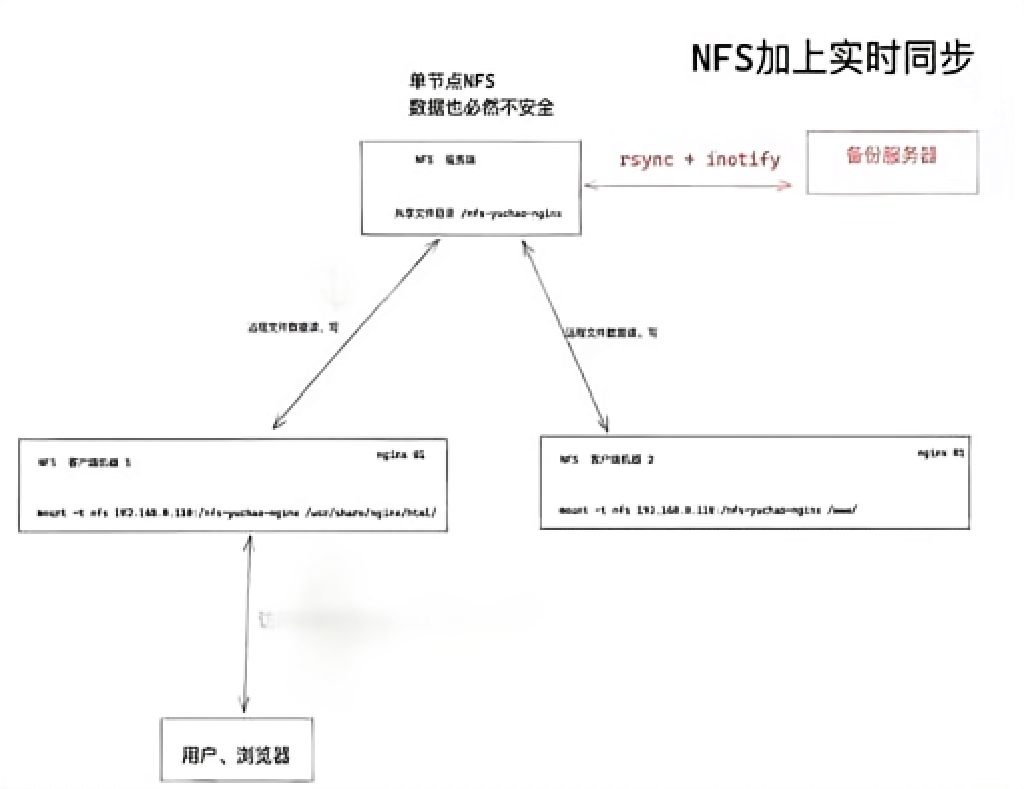 NFS加上实时同步
单节点NFS
数据也必然不安全
NFS 服务端
共享文件目录 /nfs-yuchao-nginx
rsync + inotify
备份服务器
远程文件数据读、写
远程文件数据读、写
NFS 客户端机器 1
nginx 01
mount -t nfs 192.168.0.110:/nfs-yuchao-nginx /usr/share/nginx/html/
NFS 客户端机器 2
nginx 01
mount -t nfs 192.168.0.110:/nfs-yuchao-nginx /www/
用户、浏览器